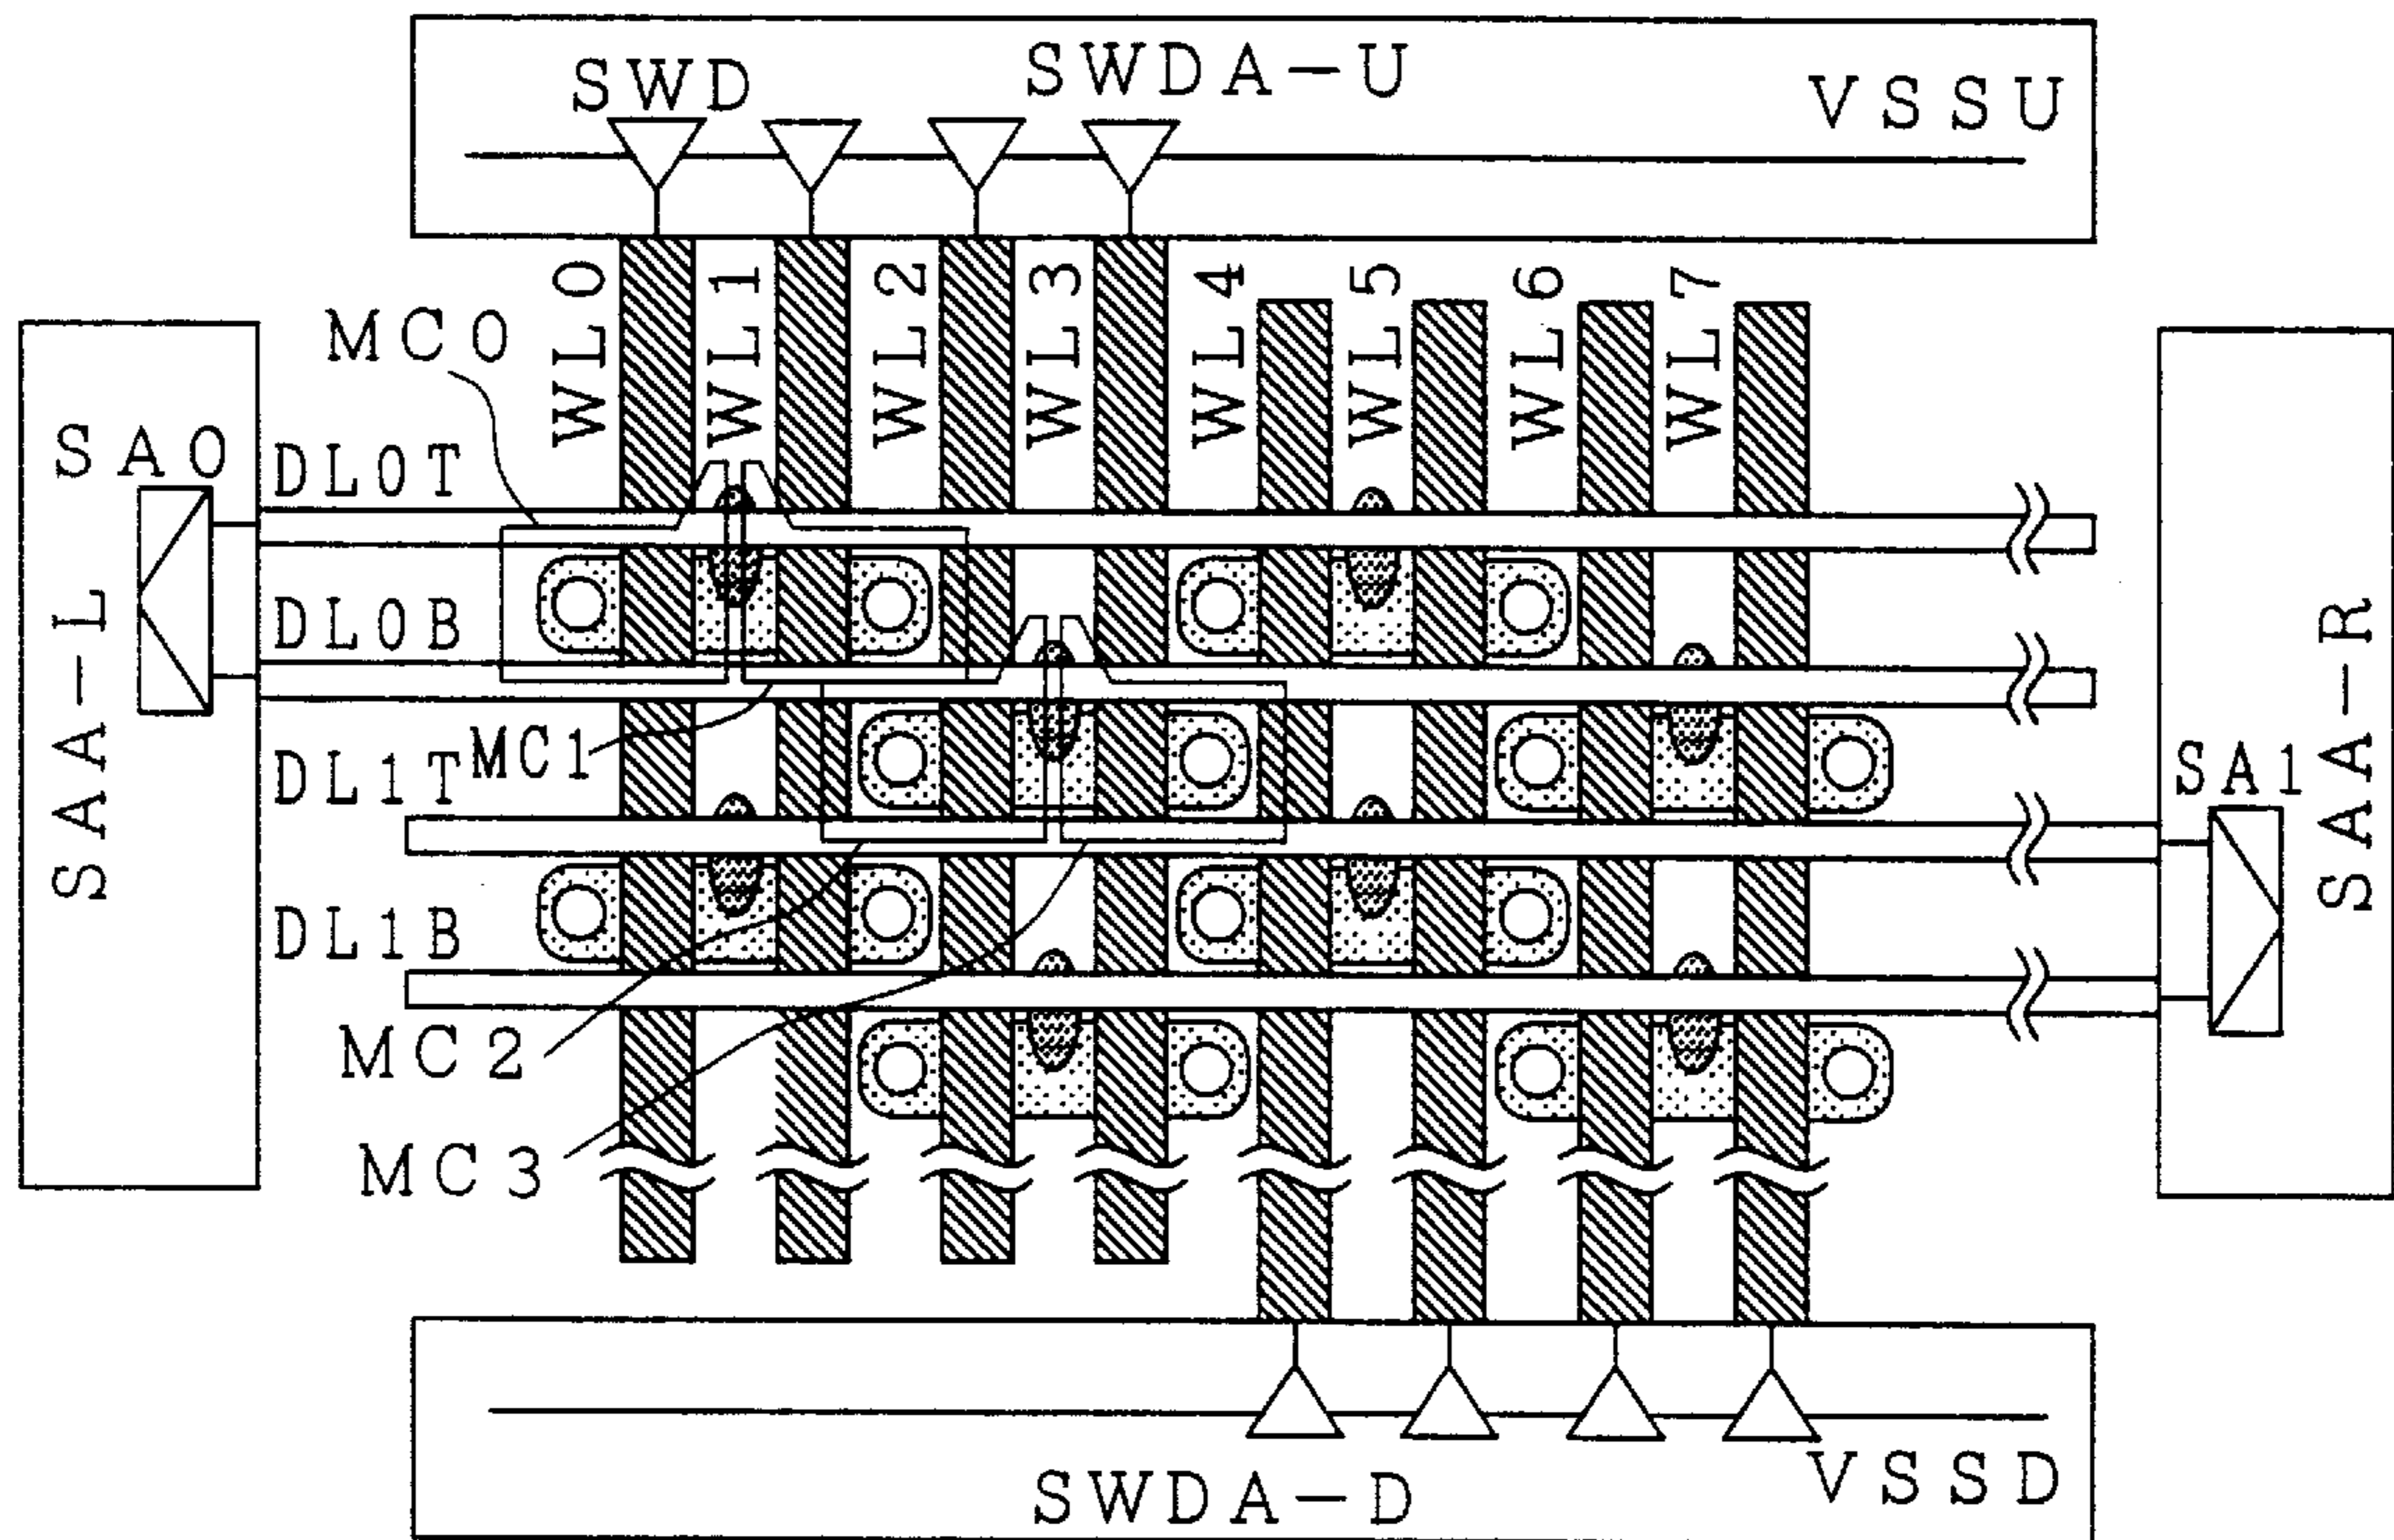 SWD
SWDA-U
VSSU
WL0
WL1
WL2
WL3
WL4
WL5
WL6
WL7
MC0
SA0
SAA-L
DL0T
DL0B
MC1
DL1T
DL1B
SA1
SAA-R
MC2
MC3
VSSD
SWDA-D